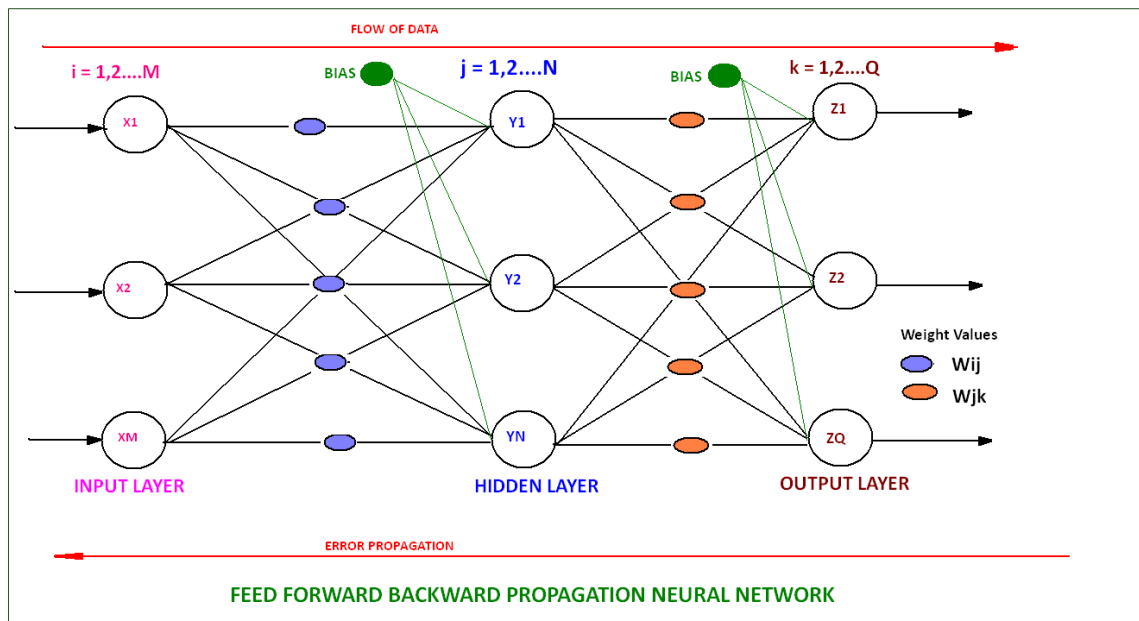 FLOW OF DATA
i = 1,2....M
BIAS
j = 1,2....N
BIAS
k = 1,2....Q
X1
Y1
Z1
X2
Y2
Z2
Weight Values
Wij
Wjk
XM
YN
ZQ
INPUT LAYER
HIDDEN LAYER
OUTPUT LAYER
ERROR PROPAGATION
FEED FORWARD BACKWARD PROPAGATION NEURAL NETWORK